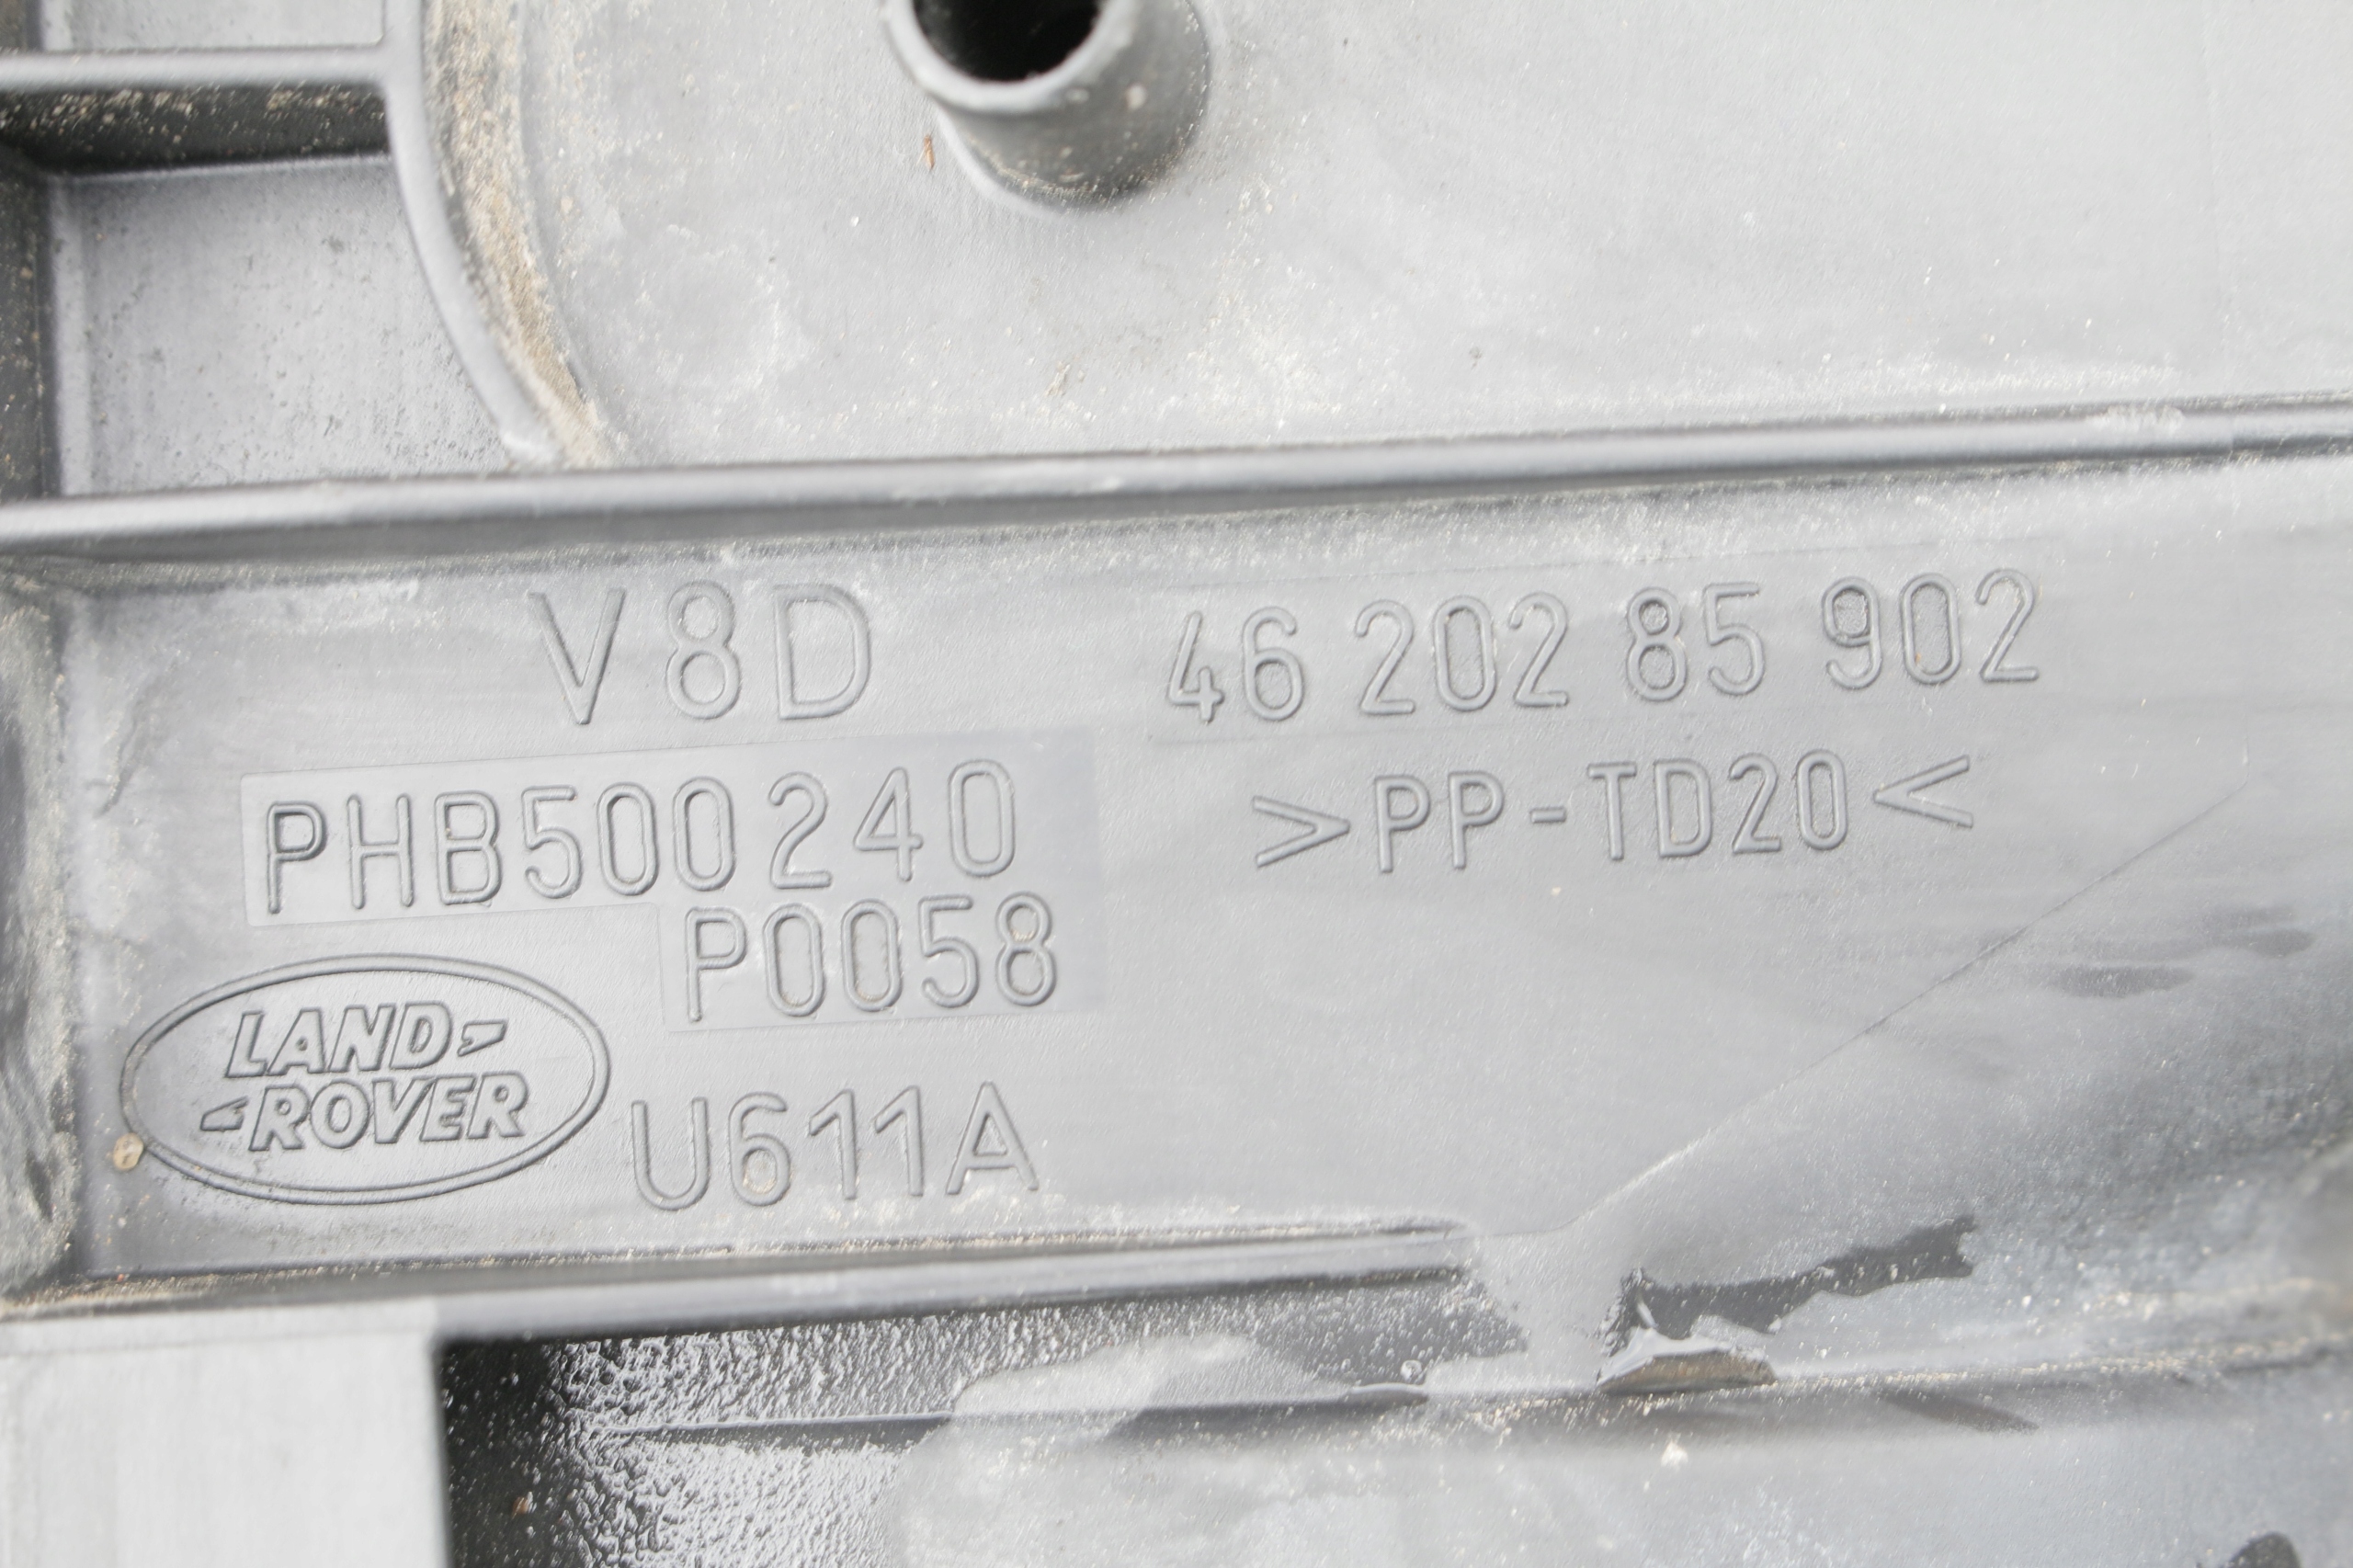 V8D
46 202 85 902
PHB500240
>PP-TD20<
P0058
LAND
ROVER
U611A